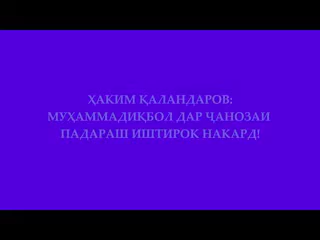 ҲАКИМ ҚАЛАНДАРОВ:
МУҲАММАДИҚБОЛ ДАР ҶАНОЗАИ
ПАДАРАШ ИШТИРОК НАКАРД!